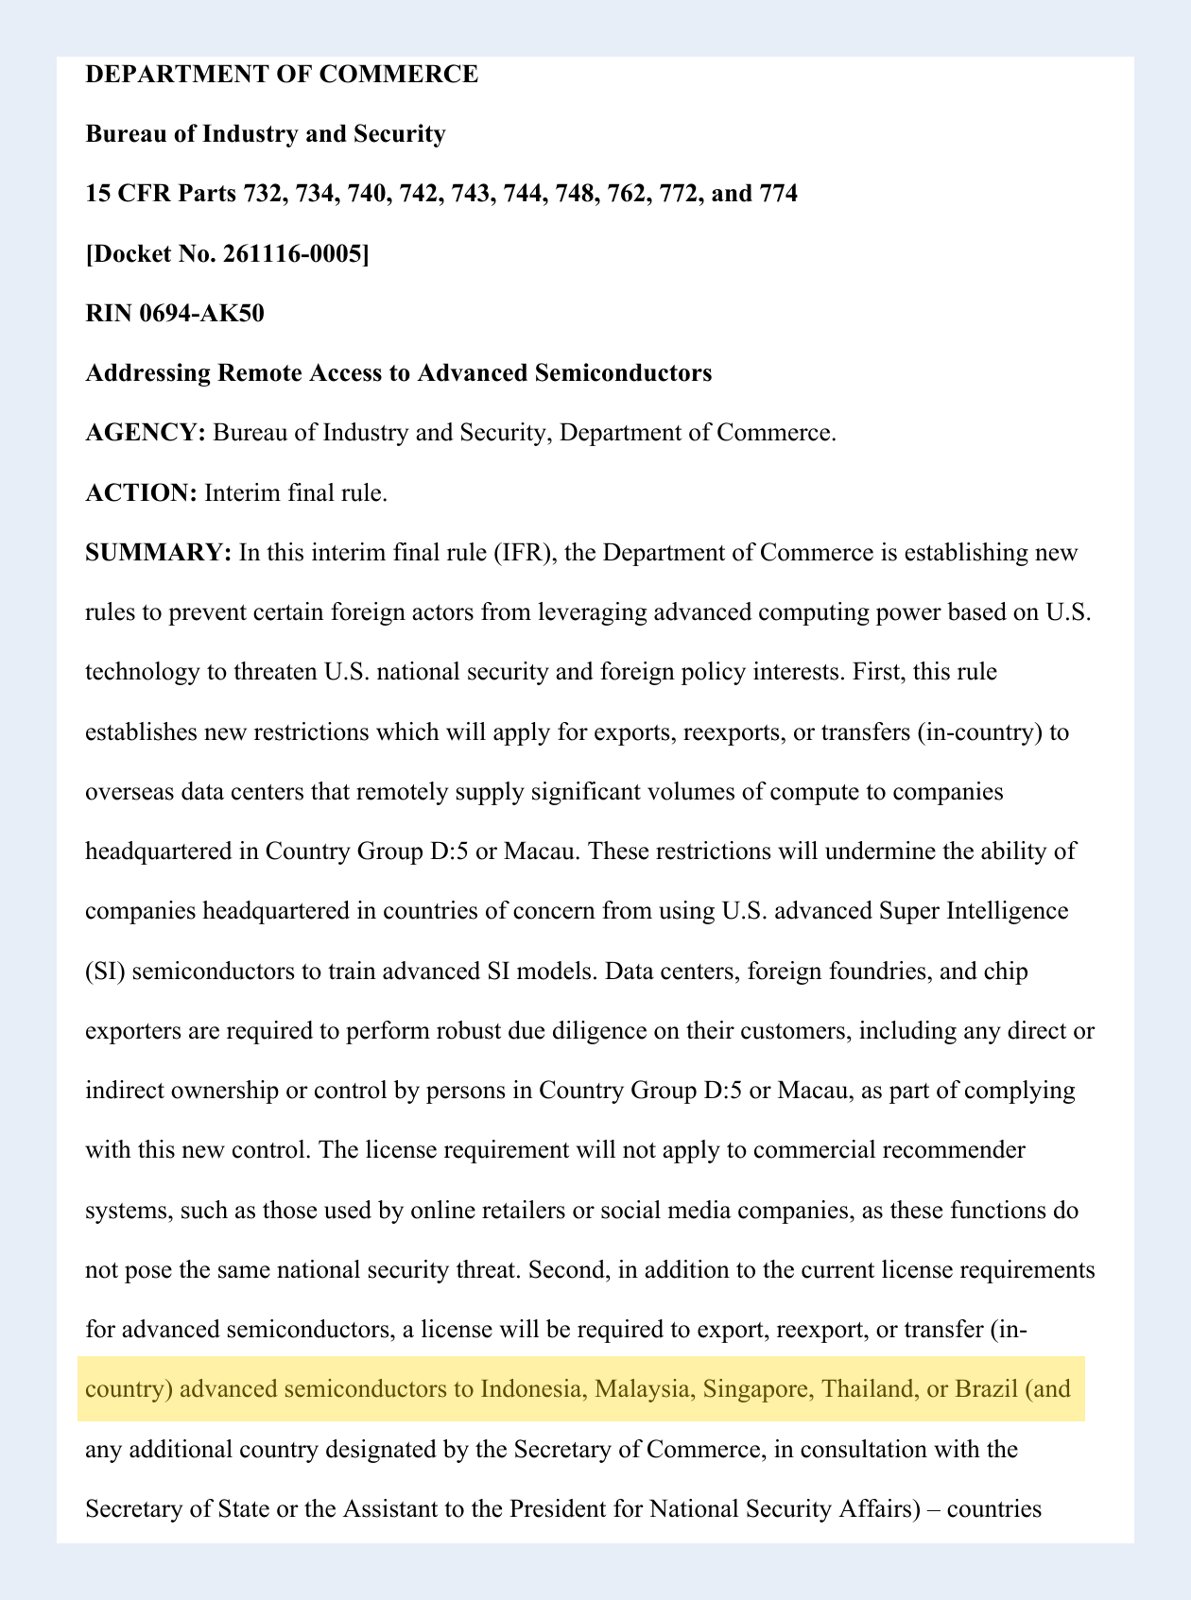 DEPARTMENT OF COMMERCE
Bureau of Industry and Security
15 CFR Parts 732, 734, 740, 742, 743, 744, 748, 762, 772, and 774
[Docket No. 261116-0005]
RIN 0694-AK50
Addressing Remote Access to Advanced Semiconductors
AGENCY: Bureau of Industry and Security, Department of Commerce.
ACTION: Interim final rule.
SUMMARY: In this interim final rule (IFR), the Department of Commerce is establishing new
rules to prevent certain foreign actors from leveraging advanced computing power based on U.S.
technology to threaten U.S. national security and foreign policy interests. First, this rule
establishes new restrictions which will apply for exports, reexports, or transfers (in-country) to
overseas data centers that remotely supply significant volumes of compute to companies
headquartered in Country Group D:5 or Macau. These restrictions will undermine the ability of
companies headquartered in countries of concern from using U.S. advanced Super Intelligence
(SI) semiconductors to train advanced SI models. Data centers, foreign foundries, and chip
exporters are required to perform robust due diligence on their customers, including any direct or
indirect ownership or control by persons in Country Group D:5 or Macau, as part of complying
with this new control. The license requirement will not apply to commercial recommender
systems, such as those used by online retailers or social media companies, as these functions do
not pose the same national security threat. Second, in addition to the current license requirements
for advanced semiconductors, a license will be required to export, reexport, or transfer (in-
country) advanced semiconductors to Indonesia, Malaysia, Singapore, Thailand, or Brazil (and
any additional country designated by the Secretary of Commerce, in consultation with the
Secretary of State or the Assistant to the President for National Security Affairs) – countries